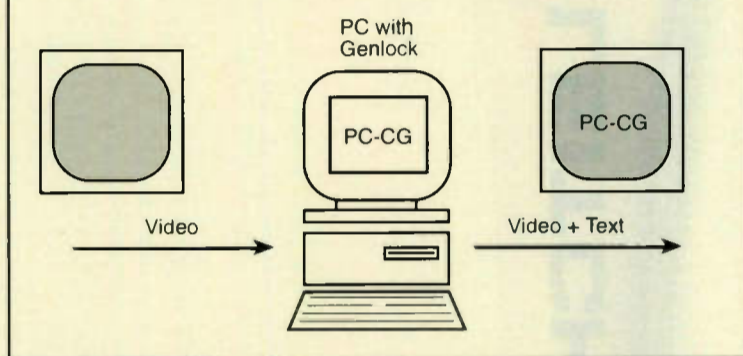 PC with
Genlock
PC-CG
PC-CG
Video
Video + Text